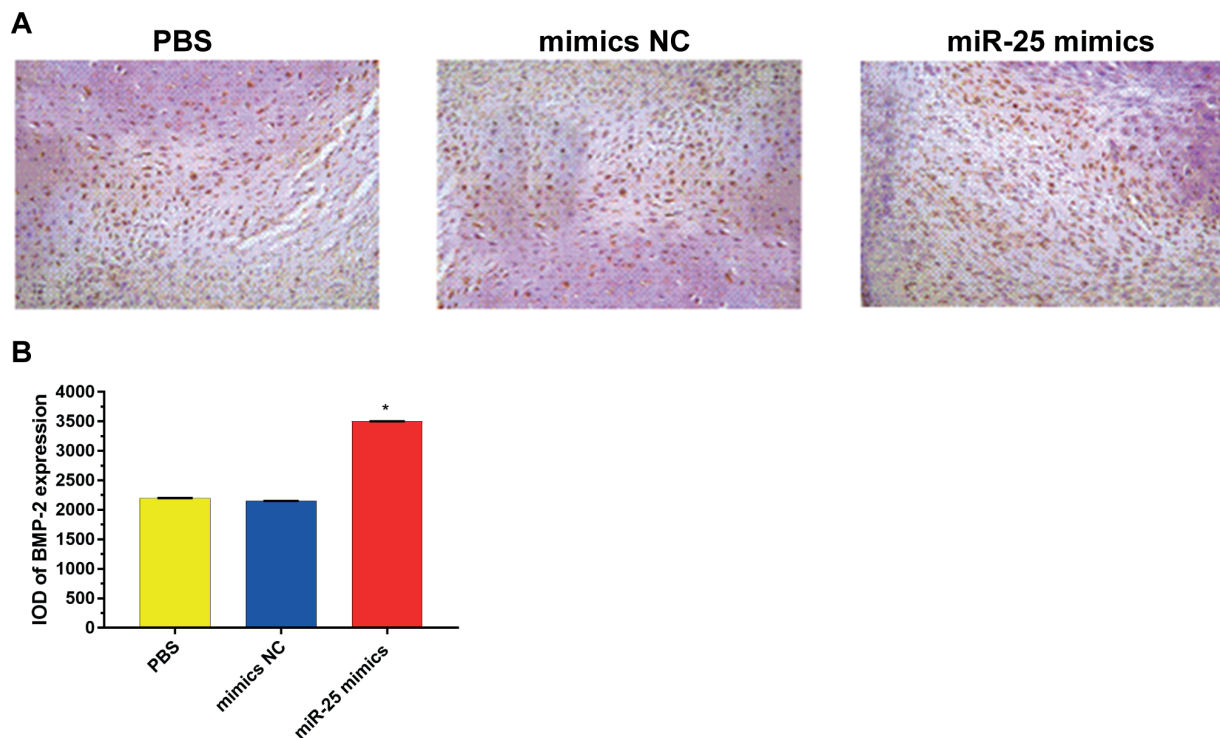 A
PBS
mimics NC
miR-25 mimics
B
IOD of BMP-2 expression
4000
3500
3000
2500
2000
1500
1000
500
0
*
PBS
mimics NC
miR-25 mimics